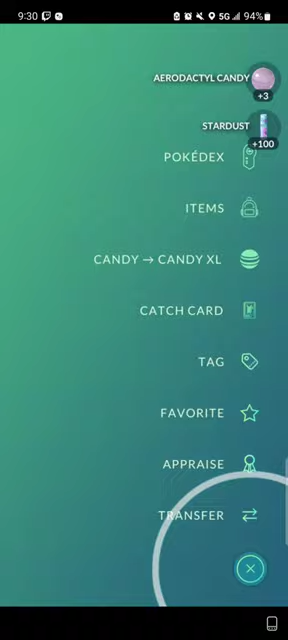 9:30
5G
94%
AERODACTYL CANDY
+3
STARDUST
+100
POKÉDEX
ITEMS
CANDY → CANDY XL
CATCH CARD
TAG
FAVORITE
APPRAISE
TRANSFER